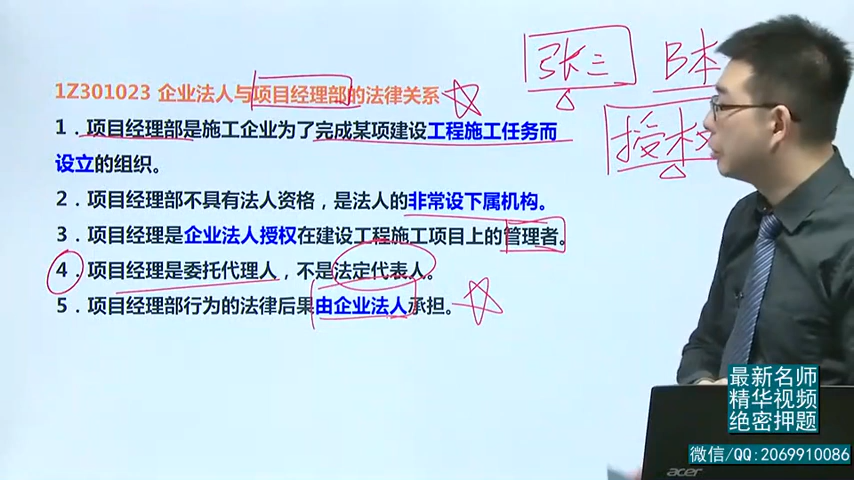 张三 B本
授权
1Z301023 企业法人与项目经理部的法律关系
1．项目经理部是施工企业为了完成某项建设工程施工任务而
设立的组织。
2．项目经理部不具有法人资格，是法人的非常设下属机构。
3．项目经理是企业法人授权在建设工程施工项目上的管理者。
4．项目经理是委托代理人，不是法定代表人。
5．项目经理部行为的法律后果由企业法人承担。
最新名师
精华视频
绝密押题
微信/QQ:2069910086
acer